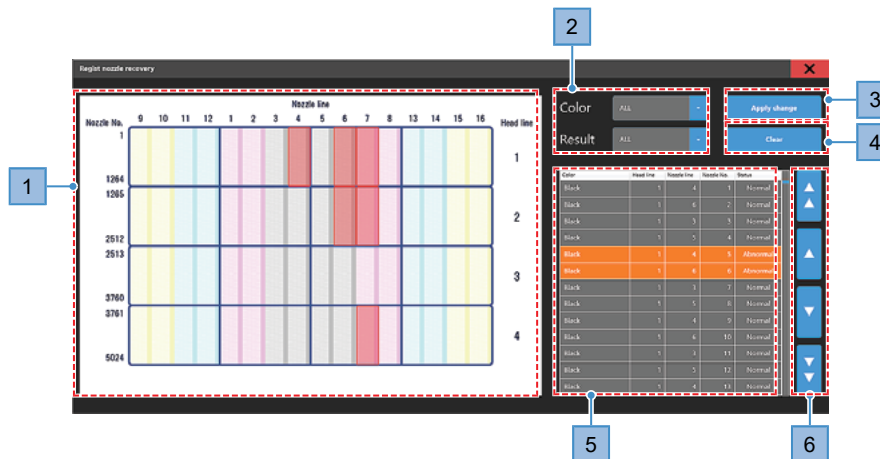 2
Regist nozzle recovery
Nozzle line
Nozzle No. 9 10 11 12 1 2 3 4 5 6 7 8 13 14 15 16 Head line
1
1264
1
1265
2512
2
2513
3760
3
3761
5024
4
1
Color ALL
Result ALL
Apply change
3
Clear
4
Color Head line Nozzle line Nozzle No. Status
Black 1 4 1 Normal
Black 1 6 2 Normal
Black 1 3 3 Normal
Black 1 5 4 Normal
Black 1 4 5 Abnormal
Black 1 6 6 Abnormal
Black 1 3 7 Normal
Black 1 5 8 Normal
Black 1 4 9 Normal
Black 1 6 10 Normal
Black 1 3 11 Normal
Black 1 5 12 Normal
Black 1 4 13 Normal
5
6